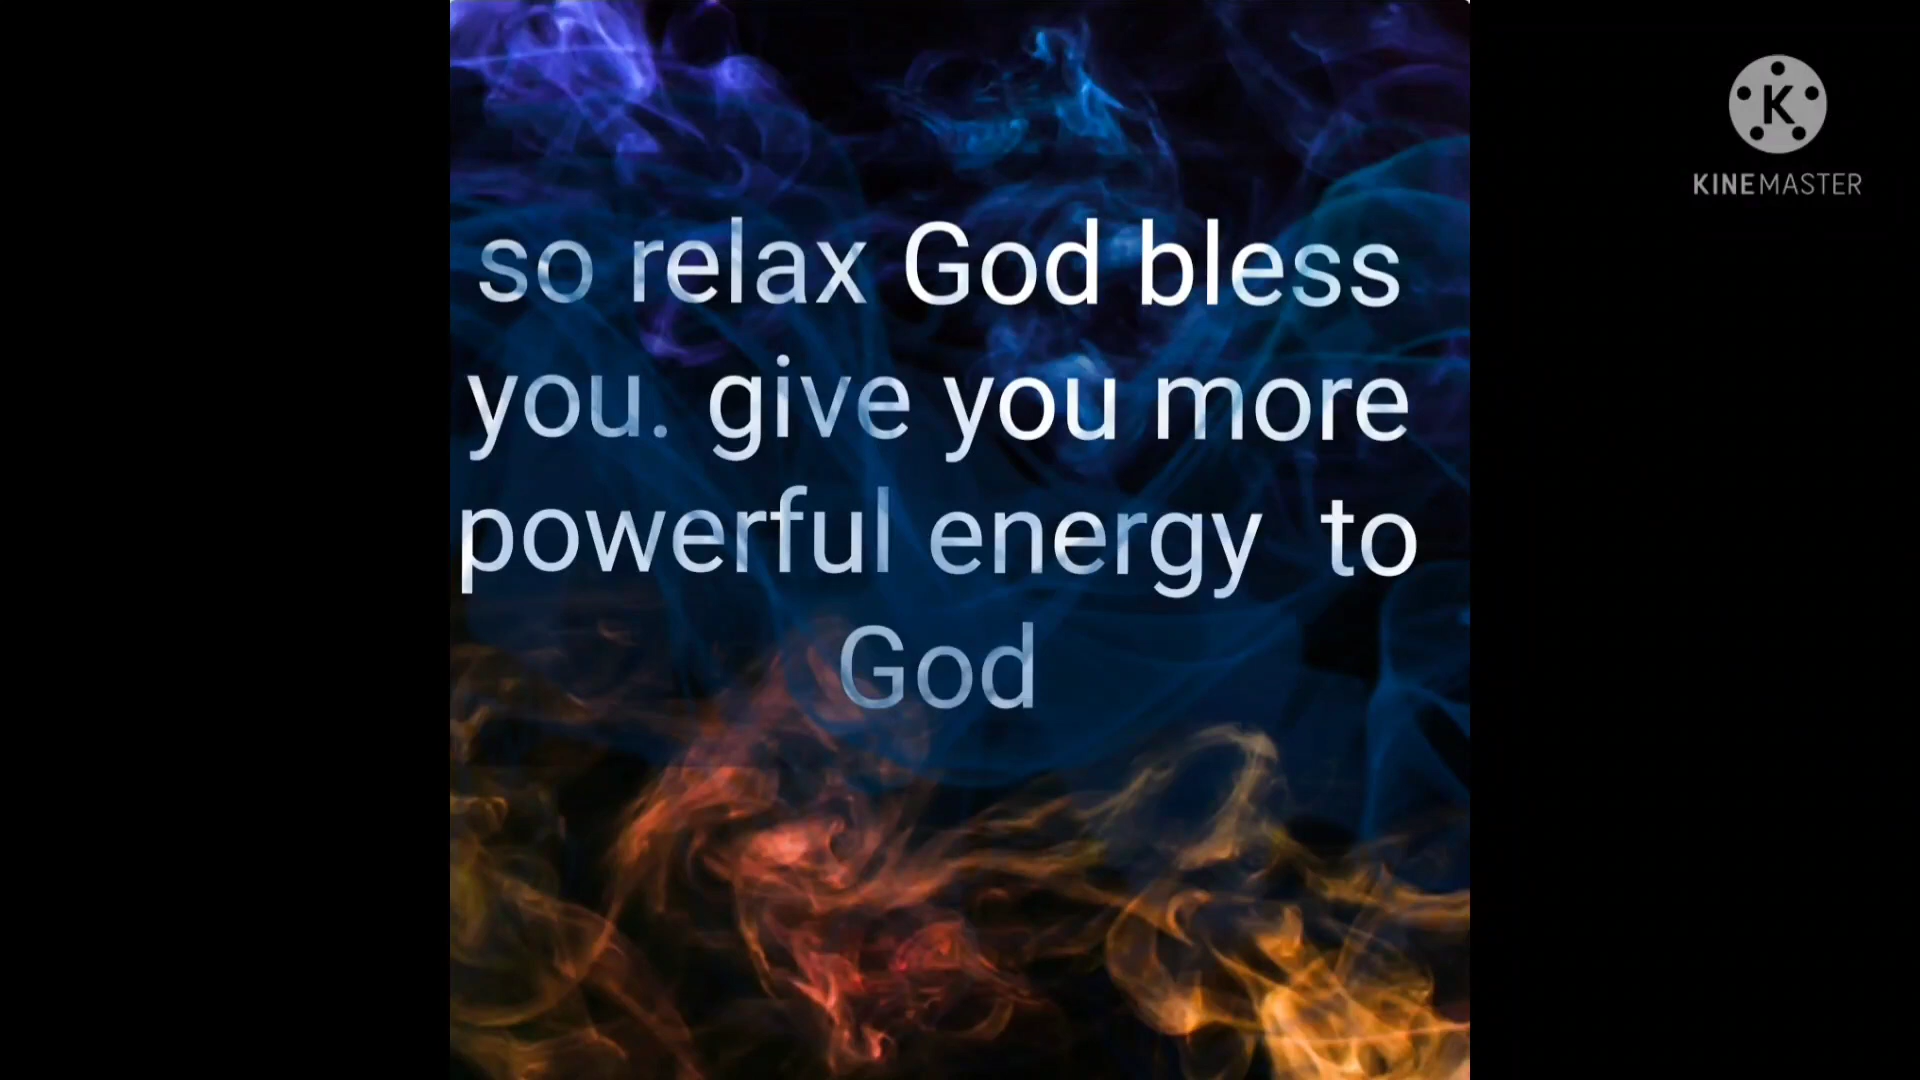 so relax God bless
you. give you more
powerful energy  to
God
K
KINEMASTER